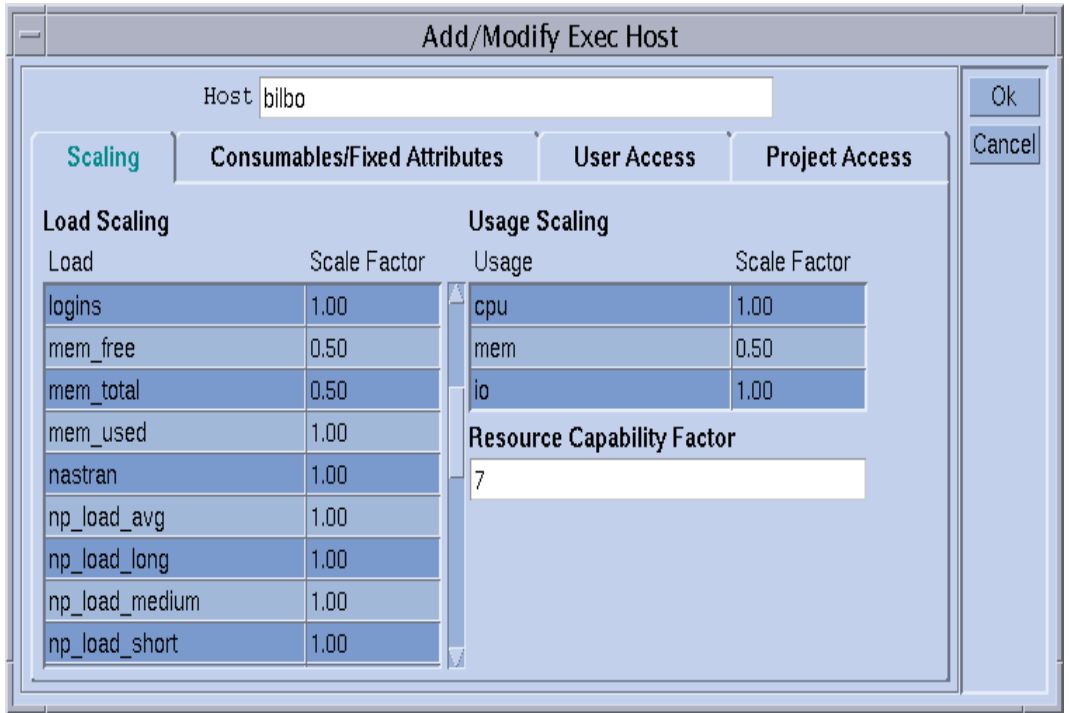 Add/Modify Exec Host
Host bilbo
Ok
Cancel
Scaling Consumables/Fixed Attributes User Access Project Access
Load Scaling
Load Scale Factor
logins 1.00
mem_free 0.50
mem_total 0.50
mem_used 1.00
nastran 1.00
np_load_avg 1.00
np_load_long 1.00
np_load_medium 1.00
np_load_short 1.00
Usage Scaling
Usage Scale Factor
cpu 1.00
mem 0.50
io 1.00
Resource Capability Factor
7